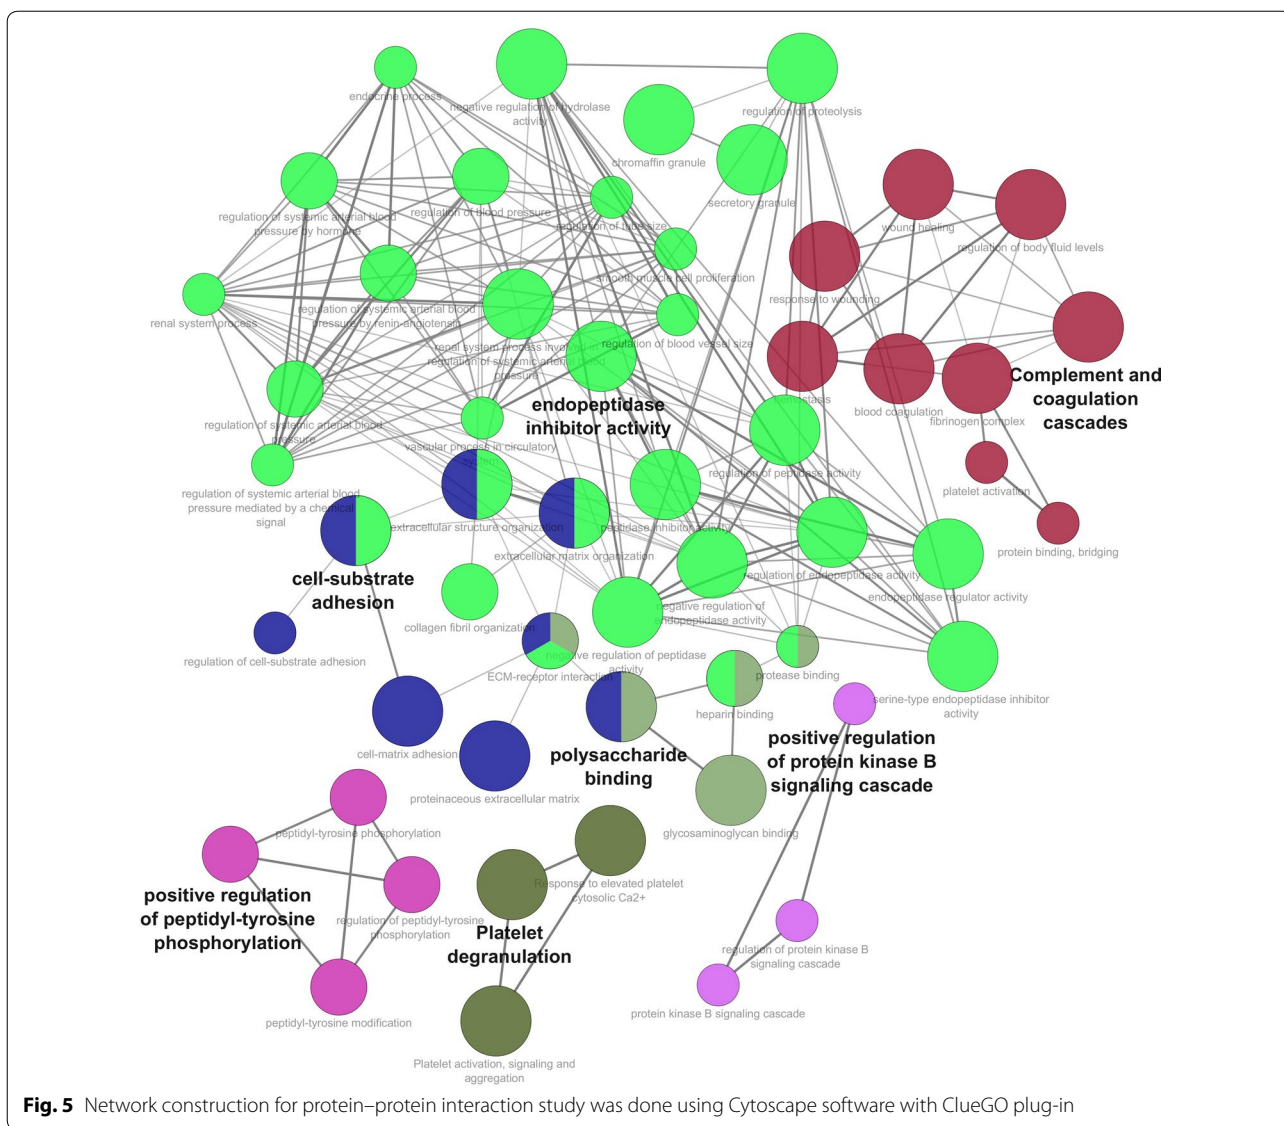 endocrine process
negative regulation of hydrolase
activity
regulation of proteolysis
chromaffin granule
secretory granule
regulation of systemic arterial blood
pressure by hormone
regulation of blood pressure
regulation of tube size
smooth muscle cell proliferation
wound healing
regulation of body fluid levels
response to wounding
renal system process
regulation of systemic arterial blood
pressure by renin-angiotensin
renal system process involved in
regulation of systemic arterial blood
pressure
regulation of blood vessel size
endopeptidase
inhibitor activity
Complement and
coagulation
cascades
hemostasis
blood coagulation
fibrinogen complex
regulation of systemic arterial blood
pressure
vascular process in circulatory
system
regulation of peptidase activity
platelet activation
regulation of systemic arterial blood
pressure mediated by a chemical
signal
extracellular structure organization
peptidase inhibitor activity
extracellular matrix organization
protein binding, bridging
cell-substrate
adhesion
regulation of endopeptidase activity
endopeptidase regulator activity
collagen fibril organization
negative regulation of
endopeptidase activity
regulation of cell-substrate adhesion
negative regulation of peptidase
activity
ECM-receptor interaction
protease binding
serine-type endopeptidase inhibitor
activity
heparin binding
cell-matrix adhesion
polysaccharide
binding
positive regulation
of protein kinase B
signaling cascade
proteinaceous extracellular matrix
peptidyl-tyrosine phosphorylation
glycosaminoglycan binding
positive regulation
of peptidyl-tyrosine
phosphorylation
regulation of peptidyl-tyrosine
phosphorylation
Response to elevated platelet
cytosolic Ca2+
Platelet
degranulation
regulation of protein kinase B
signaling cascade
peptidyl-tyrosine modification
protein kinase B signaling cascade
Platelet activation, signaling and
aggregation
Fig. 5 Network construction for protein–protein interaction study was done using Cytoscape software with ClueGO plug-in